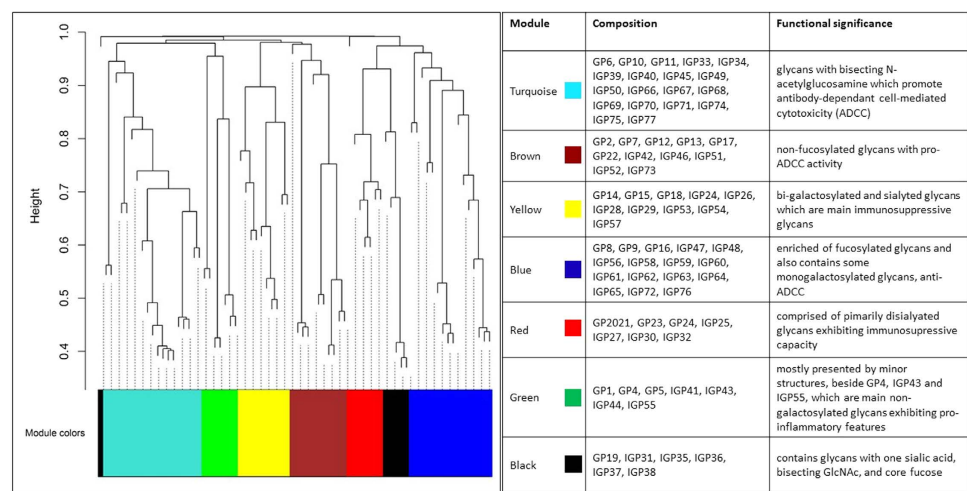 1.0
0.9
0.8
0.7
0.6
0.5
0.4
Height
Module colors
Module
Composition
Functional significance
Turquoise
GP6, GP10, GP11, IGP33, IGP34,
IGP39, IGP40, IGP45, IGP49,
IGP50, IGP66, IGP67, IGP68,
IGP69, IGP70, IGP71, IGP74,
IGP75, IGP77
glycans with bisecting N-
acetylglucosamine which promote
antibody-dependant cell-mediated
cytotoxicity (ADCC)
Brown
GP2, GP7, GP12, GP13, GP17,
GP22, IGP42, IGP46, IGP51,
IGP52, IGP73
non-fucosylated glycans with pro-
ADCC activity
Yellow
GP14, GP15, GP18, IGP24, IGP26,
IGP28, IGP29, IGP53, IGP54,
IGP57
bi-galactosylated and sialyted glycans
which are main immunosuppressive
glycans
Blue
GP8, GP9, GP16, IGP47, IGP48,
IGP56, IGP58, IGP59, IGP60,
IGP61, IGP62, IGP63, IGP64,
IGP65, IGP72, IGP76
enriched of fucosylated glycans and
also contains some
monogalactosylated glycans, anti-
ADCC
Red
GP2021, GP23, GP24, IGP25,
IGP27, IGP30, IGP32
comprised of pimarily disialyated
glycans exhibiting immunosupressive
capacity
Green
GP1, GP4, GP5, IGP41, IGP43,
IGP44, IGP55
mostly presented by minor
structures, beside GP4, IGP43 and
IGP55, which are main non-
galactosylated glycans exhibiting pro-
inflammatory features
Black
GP19, IGP31, IGP35, IGP36,
IGP37, IGP38
contains glycans with one sialic acid,
bisecting GlcNAc, and core fucose